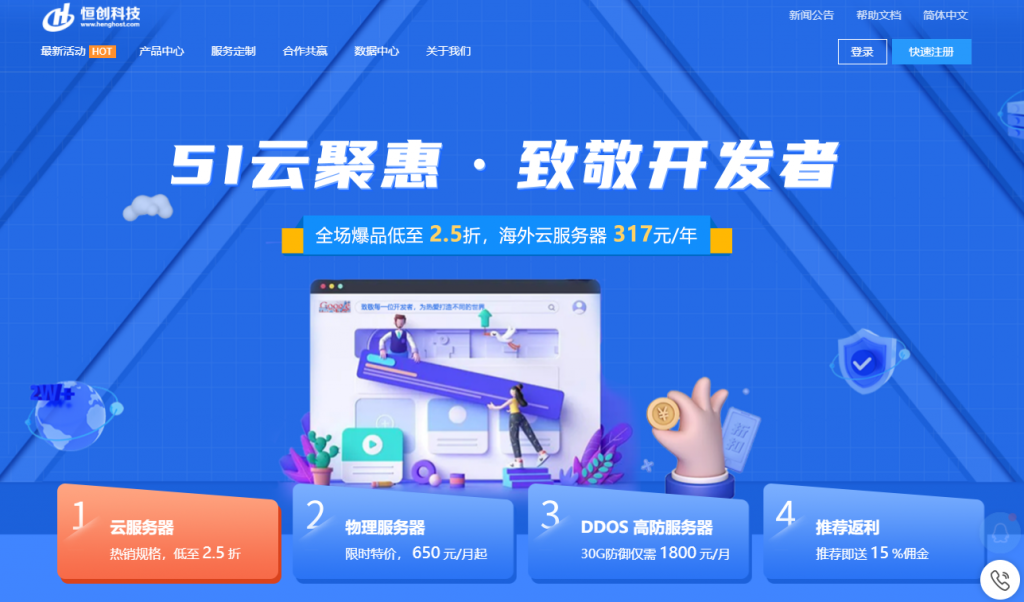 恒创科技
www.henghost.com
新闻公告 帮助文档 简体中文
最新活动 HOT 产品中心 服务定制 合作共赢 数据中心 关于我们
登录 快速注册
51云聚惠 · 致敬开发者
全场爆品低至 2.5折，海外云服务器 317元/年
致敬每一位开发者，为热爱打造不同的世界
2W+
折扣
1
云服务器
热销规格，低至 2.5 折
2
物理服务器
限时特价， 650 元/月起
3
DDOS 高防服务器
30G防御仅需 1800 元/月
4
推荐返利
推荐即送 15 %佣金